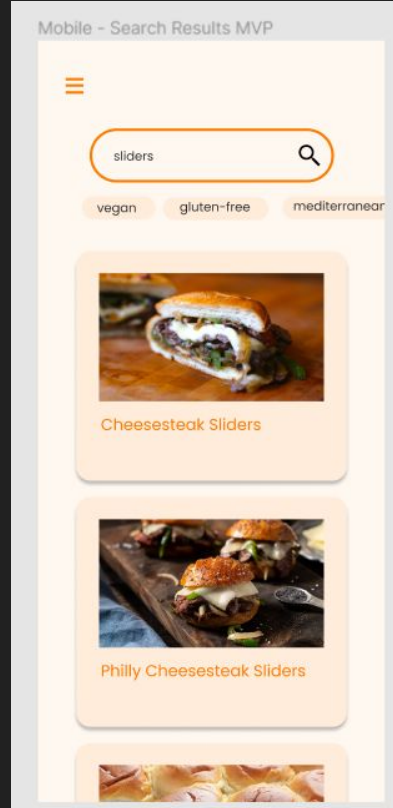 Mobile - Search Results MVP
sliders
vegan gluten-free mediterranean
Cheesesteak Sliders
Philly Cheesesteak Sliders